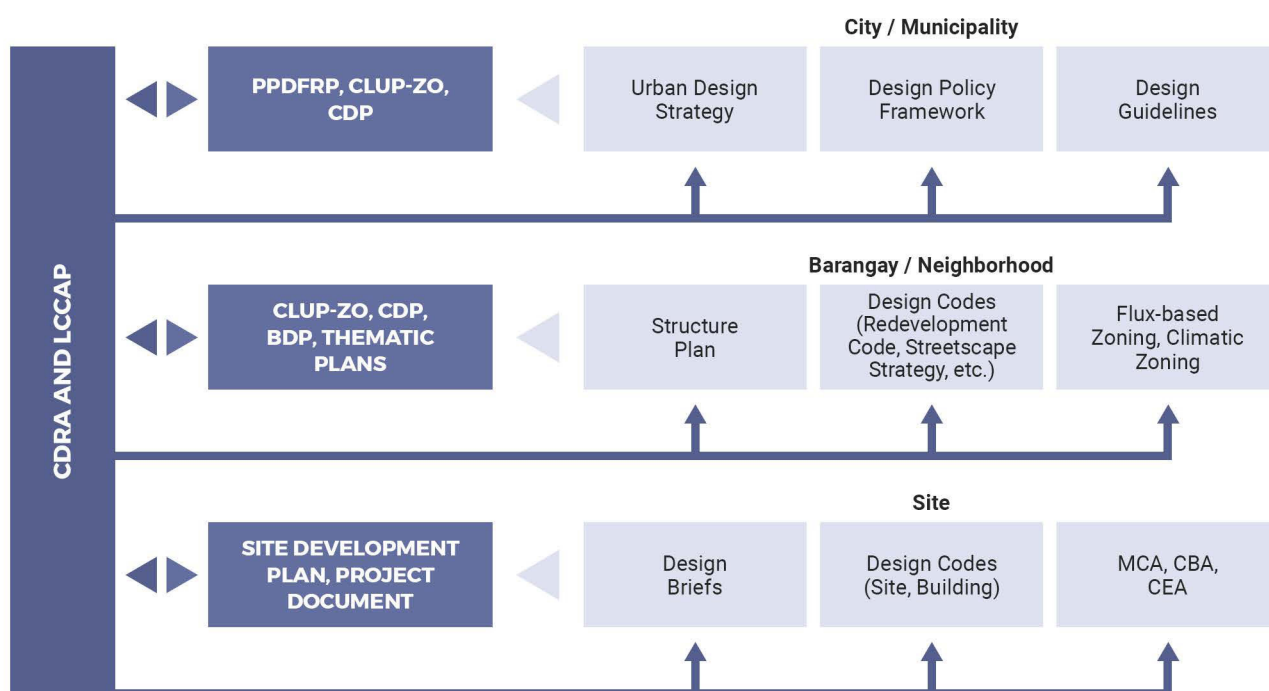 City / Municipality
PPDFRP, CLUP-ZO,
CDP
Urban Design
Strategy
Design Policy
Framework
Design
Guidelines
CDRA AND LCCAP
Barangay / Neighborhood
CLUP-ZO, CDP,
BDP, THEMATIC
PLANS
Structure
Plan
Design Codes
(Redevelopment
Code, Streetscape
Strategy, etc.)
Flux-based
Zoning, Climatic
Zoning
Site
SITE DEVELOPMENT
PLAN, PROJECT
DOCUMENT
Design
Briefs
Design Codes
(Site, Building)
MCA, CBA,
CEA